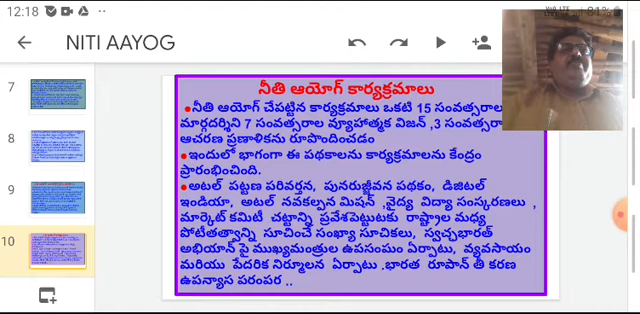 12:18
81%
NITI AAYOG
నీతి ఆయోగ్ కార్యక్రమాలు
●నీతి ఆయోగ్ చేపట్టిన కార్యక్రమాలు ఒకటి 15 సంవత్సరాల
మార్గదర్శిని 7 సంవత్సరాల వ్యూహాత్మక విజన్ ,3 సంవత్సరా
ఆచరణ ప్రణాళికను రూపొందించడం
●ఇందులో భాగంగా ఈ పథకాలను కార్యక్రమాలను కేంద్రం
ప్రారంభించింది.
●అటల్ పట్టణ పరివర్తన, పునరుజ్జీవన పథకం, డిజిటల్
ఇండియా, అటల్ నవకల్పన మిషన్ ,వైద్య విద్యా సంస్కరణలు ,
మార్కెట్ కమిటీ చట్టాన్ని ప్రవేశపెట్టుటకు రాష్ట్రాల మధ్య
పోటీతత్వాన్ని సూచించే సంఖ్యా సూచికలు, స్వచ్ఛభారత్
అభియాన్ పై ముఖ్యమంత్రుల ఉపసంఘం ఏర్పాటు, వ్యవసాయం
మరియు పేదరిక నిర్మూలన ఏర్పాటు .భారత రూపాన్ తి కరణ
ఉపన్యాస పరంపర ..
7
8
9
10